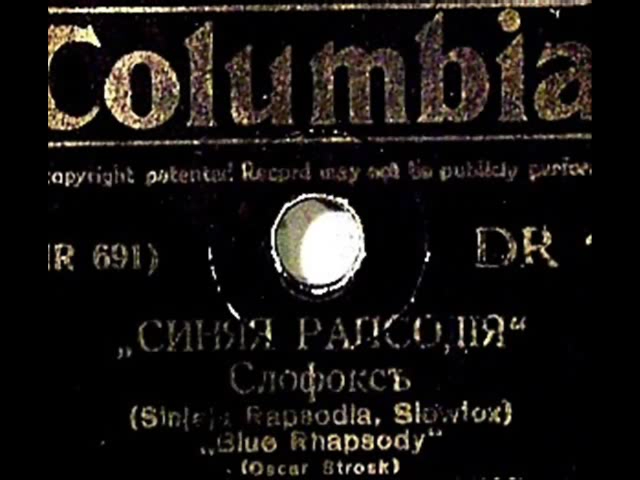 Columbia
copyright patented Record may not be publicly perfor
R 691) DR
„СИНЯЯ РАПСОДІЯ“
Слофоксъ
Rapsodia, Slowfox)
„Blue Rhapsody“
(Oscar Strosk)